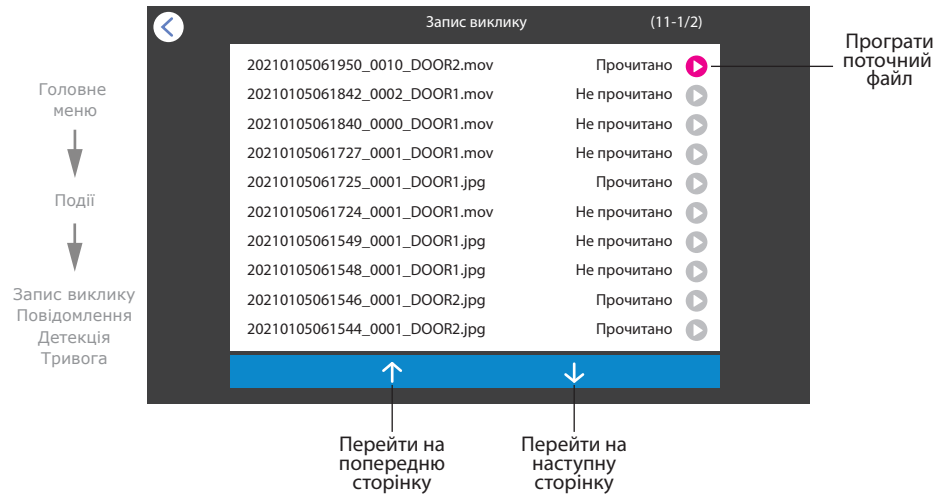 Запис виклику (11-1/2)
20210105061950_0010_DOOR2.mov Прочитано
20210105061842_0002_DOOR1.mov Не прочитано
20210105061840_0000_DOOR1.mov Не прочитано
20210105061727_0001_DOOR1.mov Не прочитано
20210105061725_0001_DOOR1.jpg Прочитано
20210105061724_0001_DOOR1.mov Не прочитано
20210105061549_0001_DOOR1.jpg Не прочитано
20210105061548_0001_DOOR1.jpg Не прочитано
20210105061546_0001_DOOR2.jpg Прочитано
20210105061544_0001_DOOR2.jpg Прочитано
Програти
поточний
файл
Головне
меню
Події
Запис виклику
Повідомлення
Детекція
Тривога
Перейти на
попередню
сторінку
Перейти на
наступну
сторінку